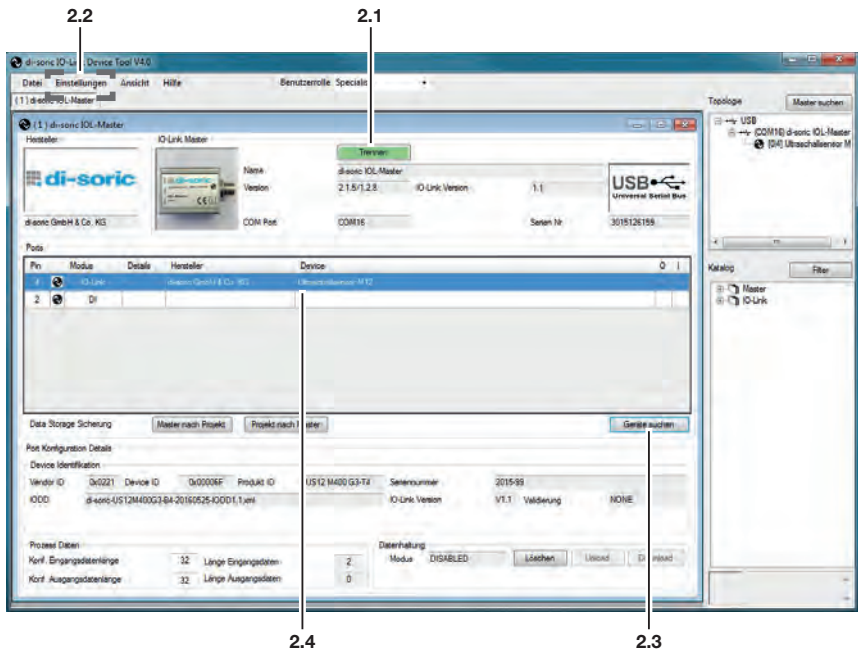 2.2 2.1
di-soric IO-Link Device Tool V4.0
Datei Einstellungen Ansicht Hilfe Benutzerrolle Specialist
(1) di-soric IOL-Master
Topologie Master suchen
USB
(COM16) di-soric IOL-Master
[0/4] Ultraschallsensor M
(1) di-soric IOL-Master
Hersteller IO-Link Master
Trennen
di-soric
Name di-soric IOL-Master
Version 2.1.5/1.2.8 IO-Link Version 1.1
USB
Universal Serial Bus
di-soric GmbH & Co. KG COM Port COM16 Serien Nr 3015126159
Ports
Pin Modus Details Hersteller Device O I
4 IO-Link di-soric GmbH & Co. KG Ultraschallsensor M12
2 DI
Katalog Filter
Master
IO-Link
Data Storage Sicherung Master nach Projekt Projekt nach Master Geräte suchen
Port Konfiguration Details
Device Identifikation
Vendor ID 0x0221 Device ID 0x00006F Produkt ID US12 M400 G3-T4 Seriennummer 2015-99
IODD di-soric-US12M400G3-B4-20160525-IODD1.1.xml IO-Link Version V1.1 Validierung NONE
Prozess Daten Datenhaltung
Konf. Eingangsdatenlänge 32 Länge Eingangsdaten 2 Modus DISABLED Löschen Upload Download
Konf. Ausgangsdatenlänge 32 Länge Ausgangsdaten 0
2.4 2.3